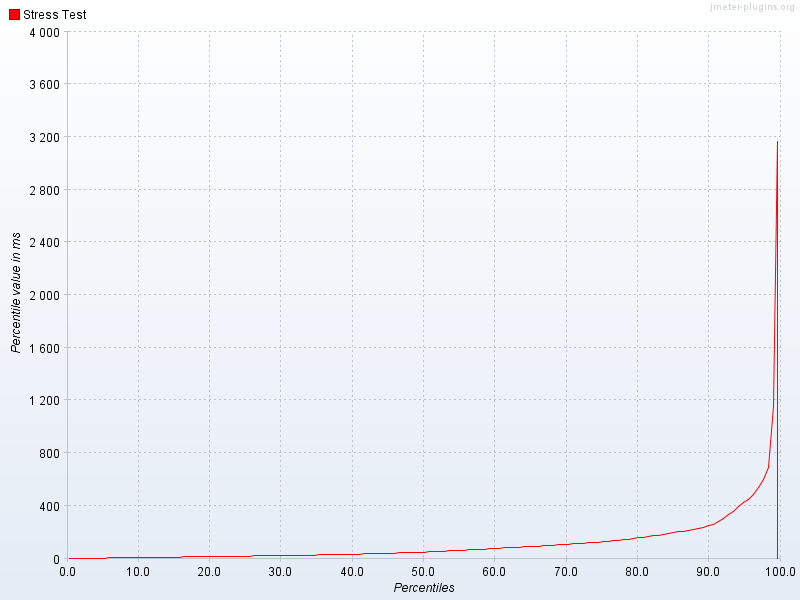 Stress Test
jmeter-plugins.org
4 000
3 600
3 200
2 800
2 400
2 000
1 600
1 200
800
400
0
Percentile value in ms
0.0 10.0 20.0 30.0 40.0 50.0 60.0 70.0 80.0 90.0 100.0
Percentiles